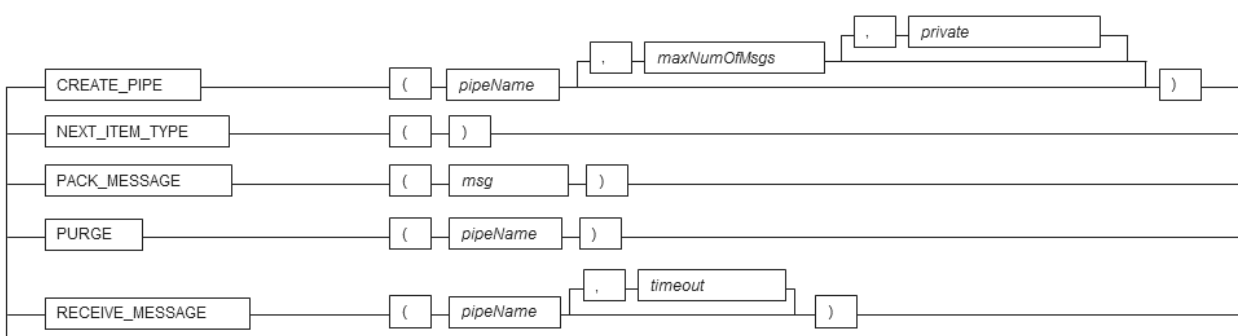 CREATE_PIPE ( pipeName , maxNumOfMsgs , private )
NEXT_ITEM_TYPE ( )
PACK_MESSAGE ( msg )
PURGE ( pipeName )
RECEIVE_MESSAGE ( pipeName , timeout )